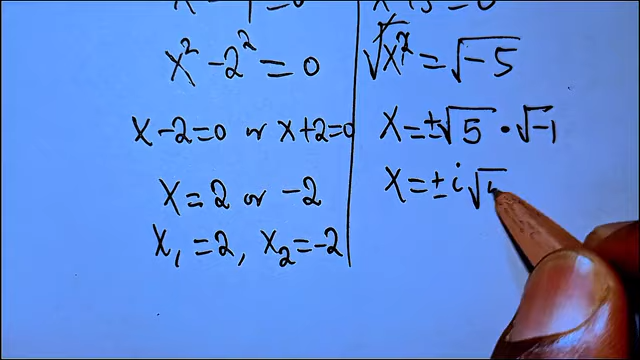 x² - 2² = 0
x - 2 = 0 or x + 2 = 0
x = 2 or -2
x₁ = 2, x₂ = -2
√x² = √-5
x = ±√5 · √-1
x = ± i√